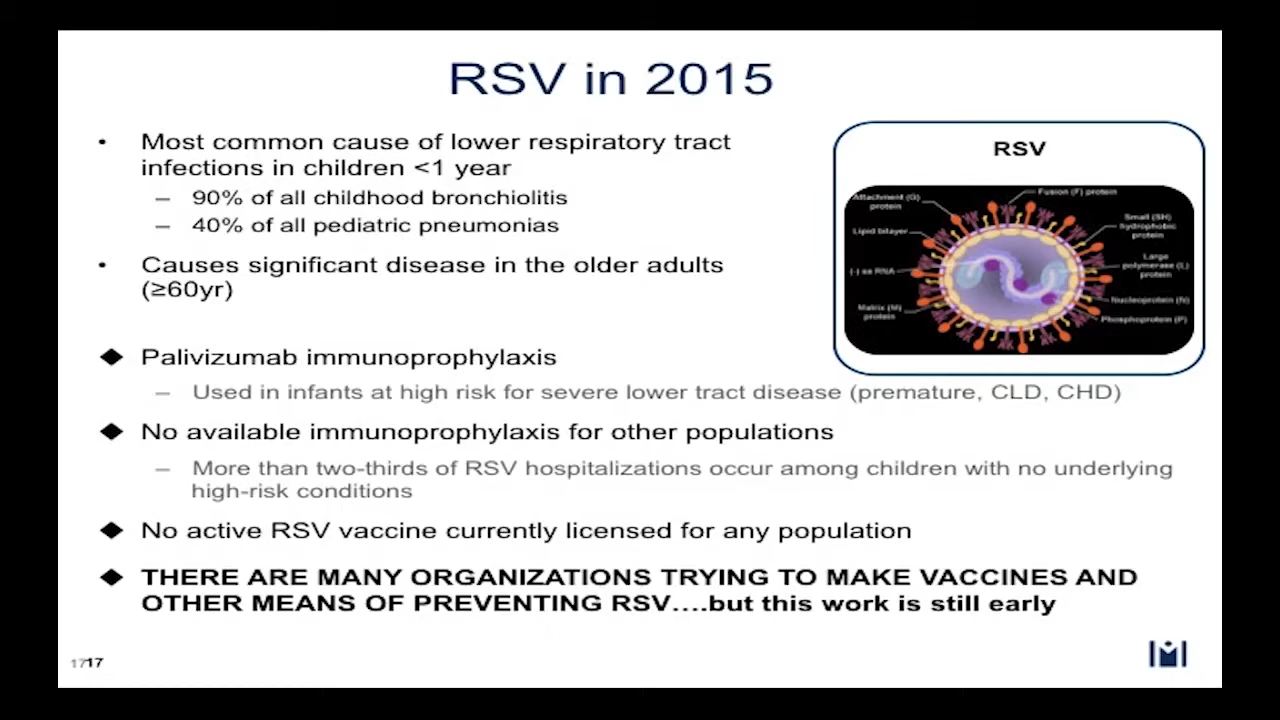 RSV in 2015
• Most common cause of lower respiratory tract
infections in children <1 year
– 90% of all childhood bronchiolitis
– 40% of all pediatric pneumonias
• Causes significant disease in the older adults
(≥60yr)
◆ Palivizumab immunoprophylaxis
– Used in infants at high risk for severe lower tract disease (premature, CLD, CHD)
◆ No available immunoprophylaxis for other populations
– More than two-thirds of RSV hospitalizations occur among children with no underlying
high-risk conditions
◆ No active RSV vaccine currently licensed for any population
◆ THERE ARE MANY ORGANIZATIONS TRYING TO MAKE VACCINES AND
OTHER MEANS OF PREVENTING RSV….but this work is still early
RSV
Attachment (G)
protein
Lipid bilayer
(-) ss RNA
Matrix (M)
protein
Fusion (F) protein
Small (SH)
hydrophobic
protein
Large
polymerase (L)
protein
Nucleoprotein (N)
Phosphoprotein (P)
17
17